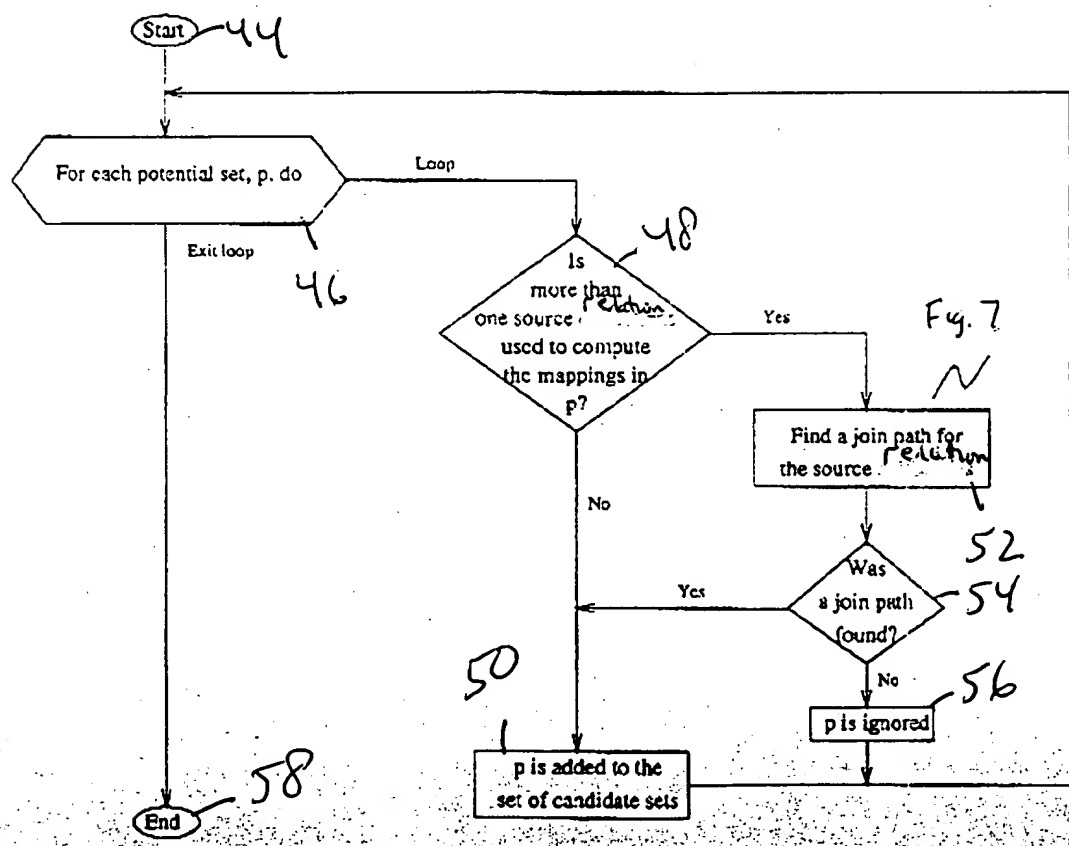 Start 44
For each potential set, p. do
Loop
Exit loop
46
48
Is
more than
one source relation
used to compute
the mappings in
p?
Yes
No
Fig. 7
Find a join path for
the source relation
52
Was
a join path
found?
54
Yes
No
56
p is ignored
50
p is added to the
set of candidate sets
58
End